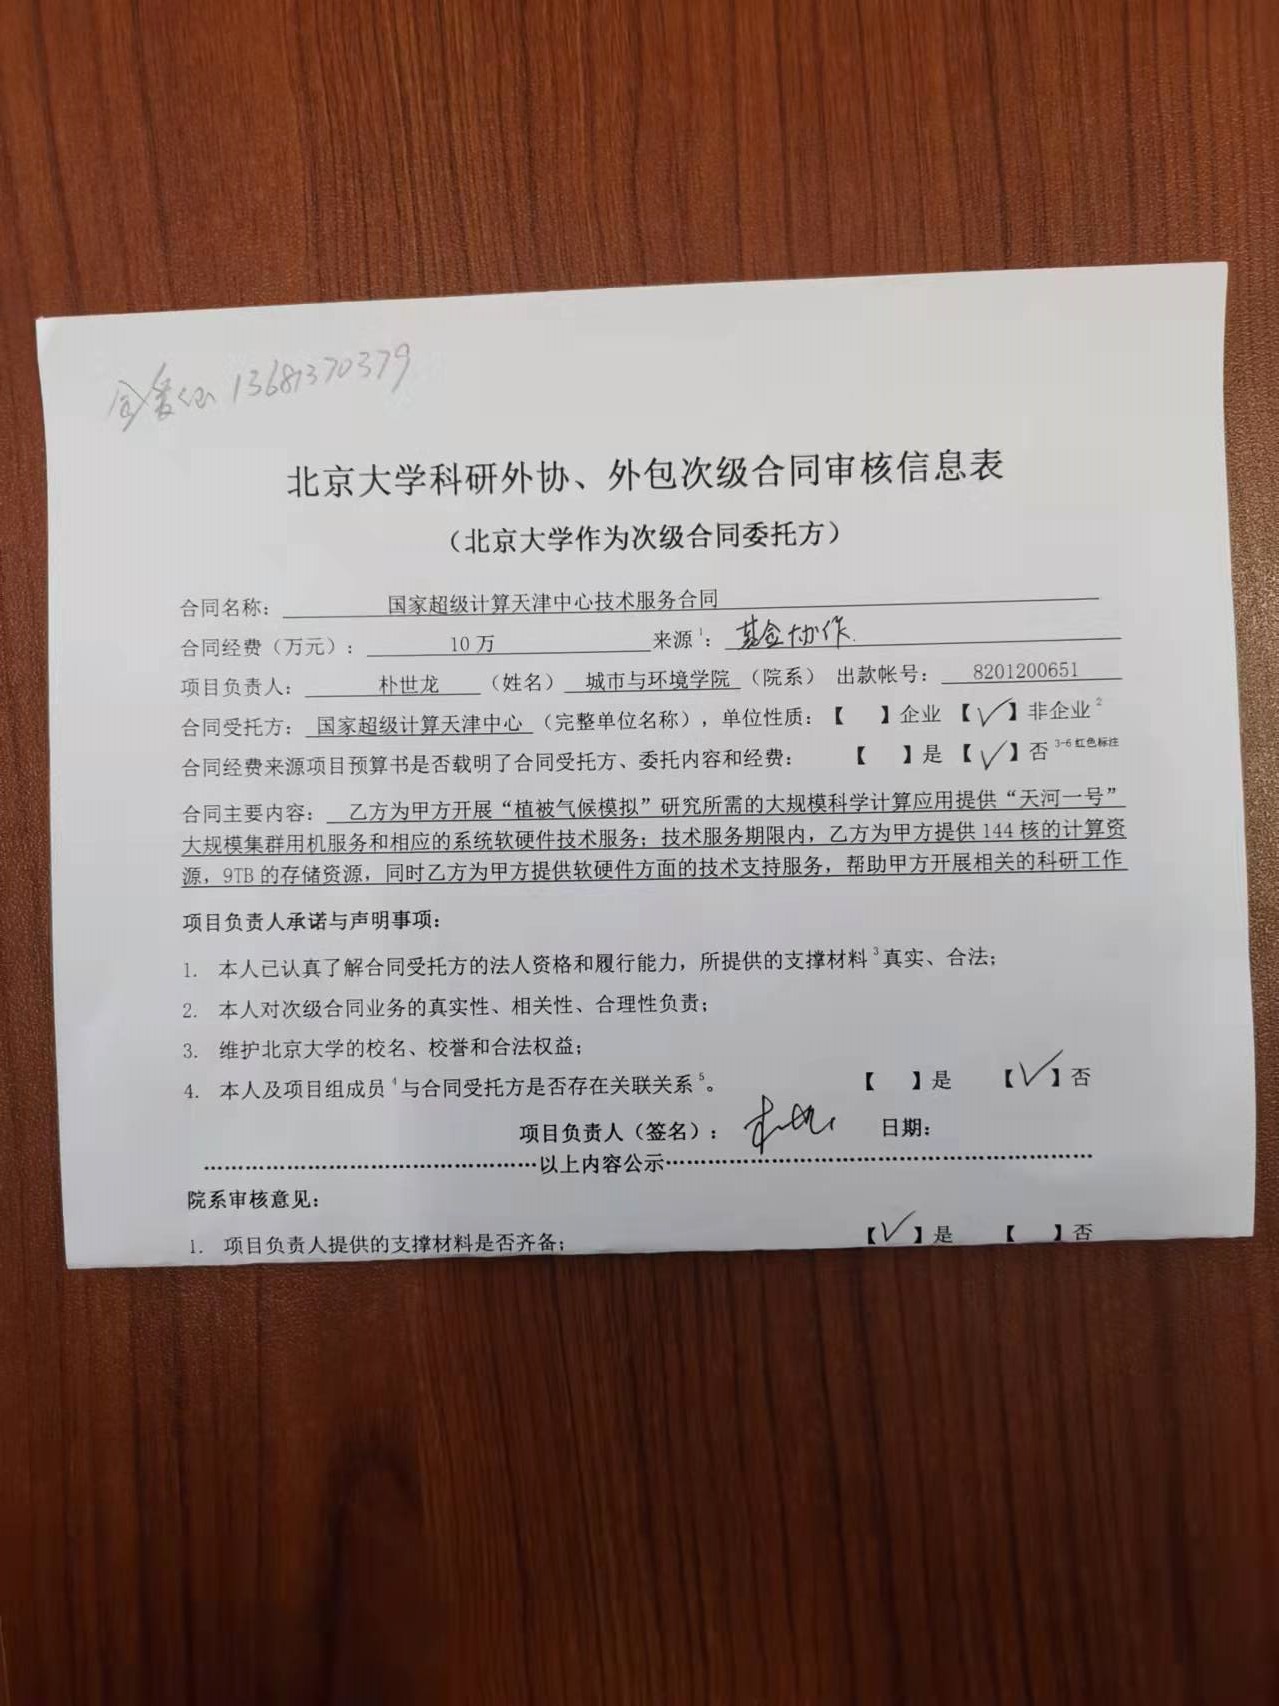 13681370379
北京大学科研外协、外包次级合同审核信息表
（北京大学作为次级合同委托方）
合同名称： 国家超级计算天津中心技术服务合同
合同经费（万元）： 10 万 来源1： 基金协作.
项目负责人： 朴世龙 （姓名） 城市与环境学院 （院系） 出款帐号： 8201200651
合同受托方： 国家超级计算天津中心 （完整单位名称），单位性质：【 】企业 【√】非企业2
合同经费来源项目预算书是否载明了合同受托方、委托内容和经费： 【 】是 【√】否 3-6 红色标注
合同主要内容： 乙方为甲方开展“植被气候模拟”研究所需的大规模科学计算应用提供“天河一号”
大规模集群用机服务和相应的系统软硬件技术服务；技术服务期限内，乙方为甲方提供 144 核的计算资
源，9TB 的存储资源，同时乙方为甲方提供软硬件方面的技术支持服务，帮助甲方开展相关的科研工作
项目负责人承诺与声明事项：
1. 本人已认真了解合同受托方的法人资格和履行能力，所提供的支撑材料3真实、合法；
2. 本人对次级合同业务的真实性、相关性、合理性负责；
3. 维护北京大学的校名、校誉和合法权益；
4. 本人及项目组成员4与合同受托方是否存在关联关系5。 【 】是 【√】否
项目负责人（签名）： 日期：
以上内容公示
院系审核意见：
1. 项目负责人提供的支撑材料是否齐备； 【√】是 【 】否